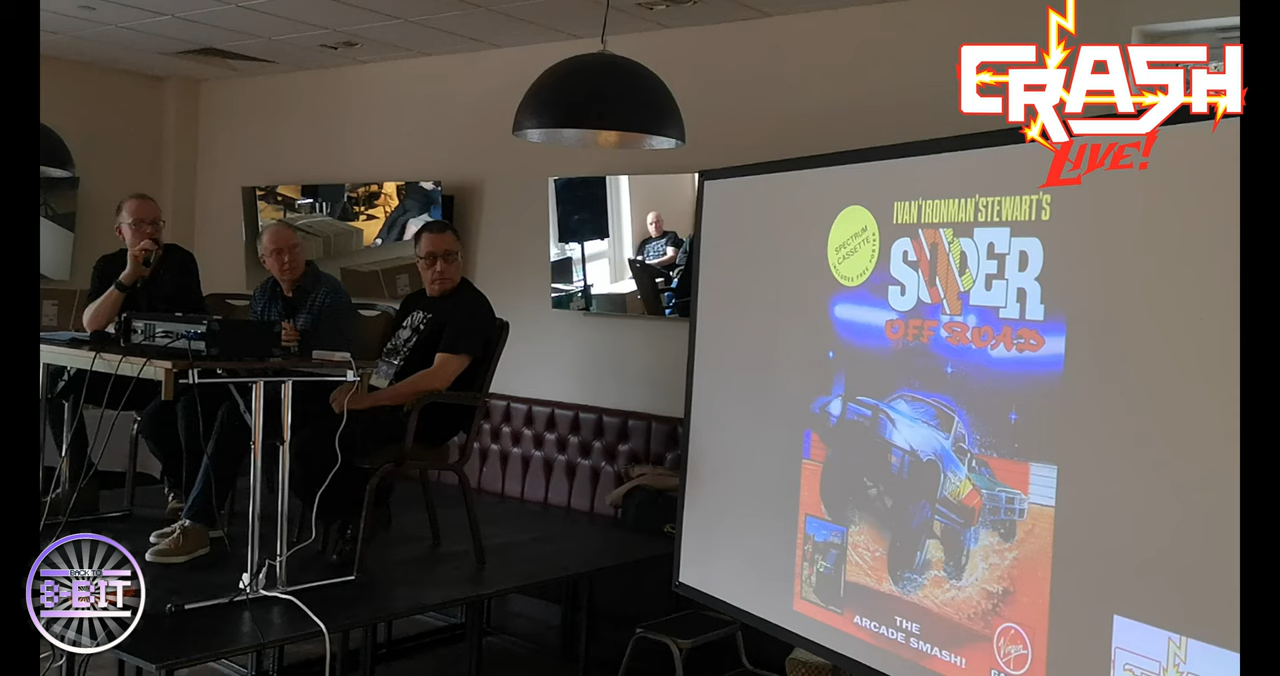 CRASH
LIVE!
IVAN 'IRONMAN' STEWART'S
SUPER
OFF ROAD
SPECTRUM
CASSETTE
INCLUDES FREE POSTER
THE
ARCADE SMASH!
Virgin
BACK TO
8-BIT